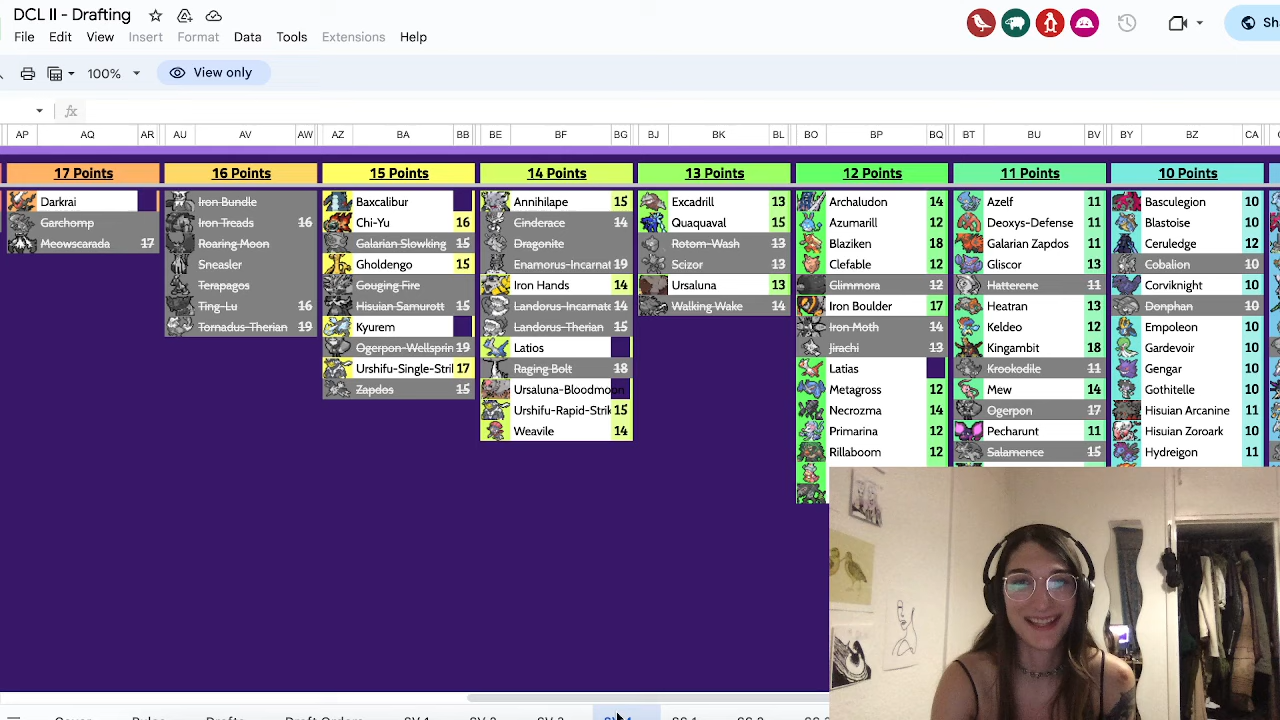 DCL II - Drafting
File Edit View Insert Format Data Tools Extensions Help
100% View only
fx
AP AQ AR AU AV AW AZ BA BB BE BF BG BJ BK BL BO BP BQ BT BU BV BY BZ CA
17 Points 16 Points 15 Points 14 Points 13 Points 12 Points 11 Points 10 Points
Darkrai Iron Bundle Baxcalibur Annihilape 15 Excadrill 13 Archaludon 14 Azelf 11 Basculegion 10
Garchomp Iron Treads 16 Chi-Yu 16 Cinderace 14 Quaquaval 15 Azumarill 12 Deoxys-Defense 11 Blastoise 10
Meowscarada 17 Roaring Moon Galarian Slowking 15 Dragonite Rotom-Wash 13 Blaziken 18 Galarian Zapdos 11 Ceruledge 12
Sneasler Gholdengo 15 Enamorus-Incarnat 19 Scizor 13 Clefable 12 Gliscor 13 Cobalion 10
Terapagos Gouging Fire Iron Hands 14 Ursaluna 13 Glimmora 12 Hatterene 11 Corviknight 10
Ting-Lu 16 Hisuian Samurott 15 Landorus-Incarnat 14 Walking Wake 14 Iron Boulder 17 Heatran 13 Donphan 10
Tornadus-Therian 19 Kyurem Landorus-Therian 15 Iron Moth 14 Keldeo 12 Empoleon 10
Ogerpon-Wellsprin 19 Latios Jirachi 13 Kingambit 18 Gardevoir 10
Urshifu-Single-Stril 17 Raging Bolt 18 Latias Krookodile 11 Gengar 10
Zapdos 15 Ursaluna-Bloodmoon Metagross 12 Mew 14 Gothitelle 10
Urshifu-Rapid-Strik 15 Necrozma 14 Ogerpon 17 Hisuian Arcanine 11
Weavile 14 Primarina 12 Pecharunt 11 Hisuian Zoroark 10
Rillaboom 12 Salamence 15 Hydreigon 11